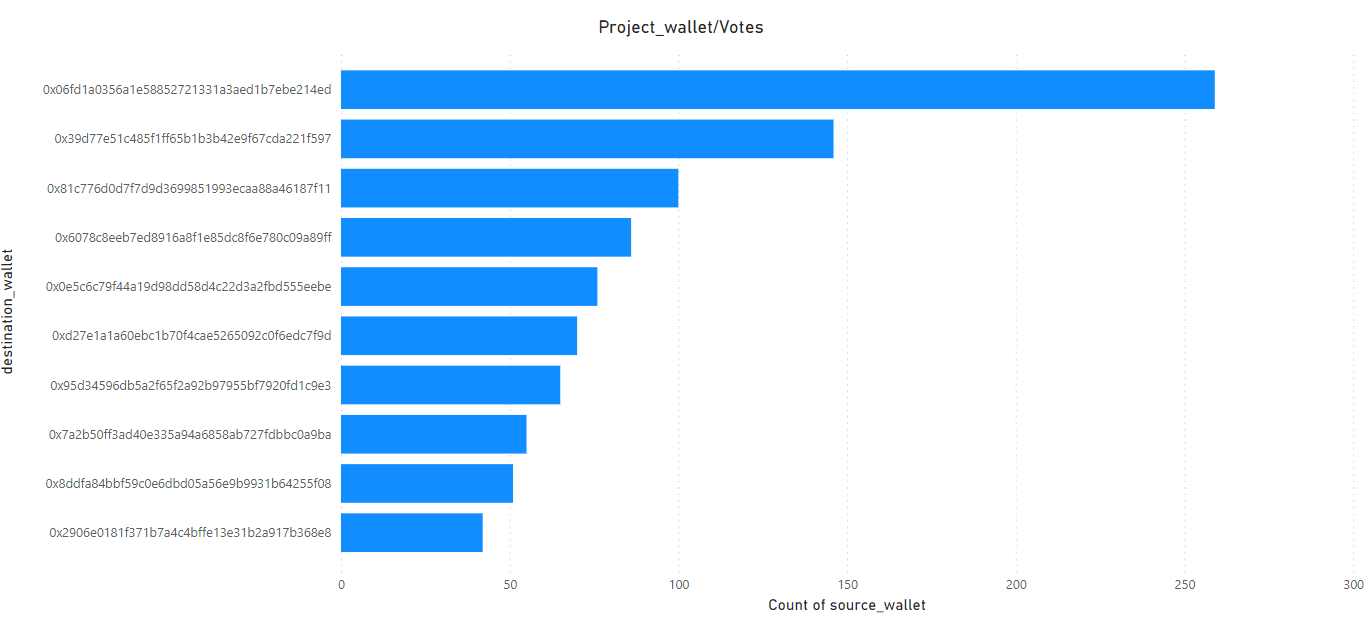 Project_wallet/Votes
destination_wallet
0x06fd1a0356a1e58852721331a3aed1b7ebe214ed
0x39d77e51c485f1ff65b1b3b42e9f67cda221f597
0x81c776d0d7f7d9d3699851993ecaa88a46187f11
0x6078c8eeb7ed8916a8f1e85dc8f6e780c09a89ff
0x0e5c6c79f44a19d98dd58d4c22d3a2fbd555eebe
0xd27e1a1a60ebc1b70f4cae5265092c0f6edc7f9d
0x95d34596db5a2f65f2a92b97955bf7920fd1c9e3
0x7a2b50ff3ad40e335a94a6858ab727fdbbc0a9ba
0x8ddfa84bbf59c0e6dbd05a56e9b9931b64255f08
0x2906e0181f371b7a4c4bffe13e31b2a917b368e8
0 50 100 150 200 250 300
Count of source_wallet